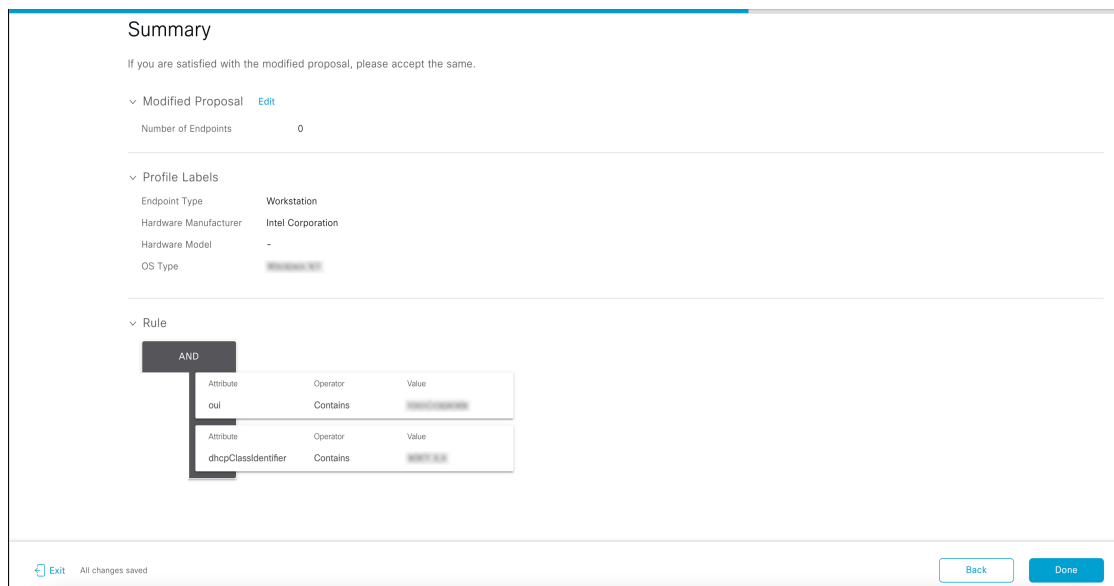 Summary
If you are satisfied with the modified proposal, please accept the same.
Modified Proposal Edit
Number of Endpoints 0
Profile Labels
Endpoint Type Workstation
Hardware Manufacturer Intel Corporation
Hardware Model -
OS Type
Rule
AND
Attribute Operator Value
oui Contains
Attribute Operator Value
dhcpClassIdentifier Contains
Exit All changes saved Back Done